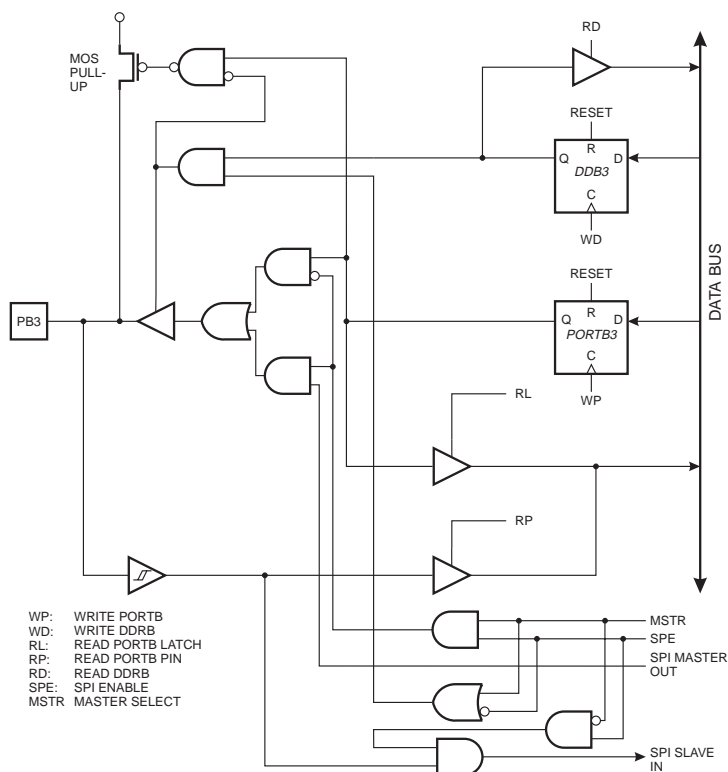 RD
MOS
PULL-
UP
RESET
R
Q
D
DDB3
C
WD
RESET
R
PB3
Q
D
PORTB3
C
WP
DATA BUS
RL
RP
WP: WRITE PORTB
WD: WRITE DDRB
RL: READ PORTB LATCH
RP: READ PORTB PIN
RD: READ DDRB
SPE: SPI ENABLE
MSTR MASTER SELECT
MSTR
SPE
SPI MASTER
OUT
SPI SLAVE
IN